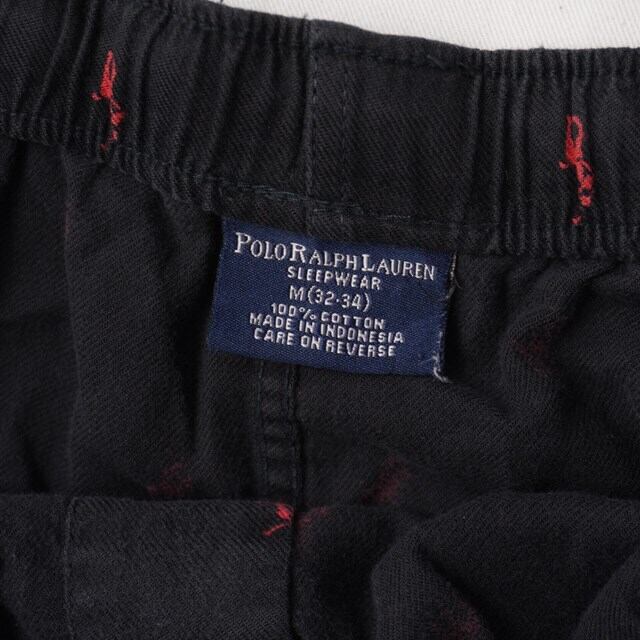 POLO RALPH LAUREN
SLEEPWEAR
M(32-34)
100% COTTON
MADE IN INDONESIA
CARE ON REVERSE